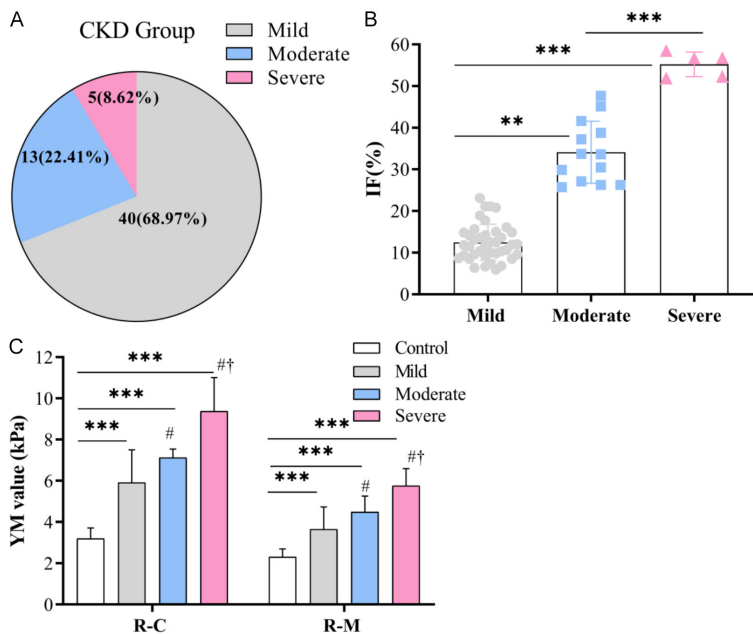 A
CKD Group
Mild
Moderate
Severe
5(8.62%)
13(22.41%)
40(68.97%)
B
IF(%)
60
50
40
30
20
10
0
***
***
**
Mild
Moderate
Severe
C
YM value (kPa)
12
10
8
6
4
2
0
Control
Mild
Moderate
Severe
***
#†
***
#
***
***
#†
***
#
***
R-C
R-M